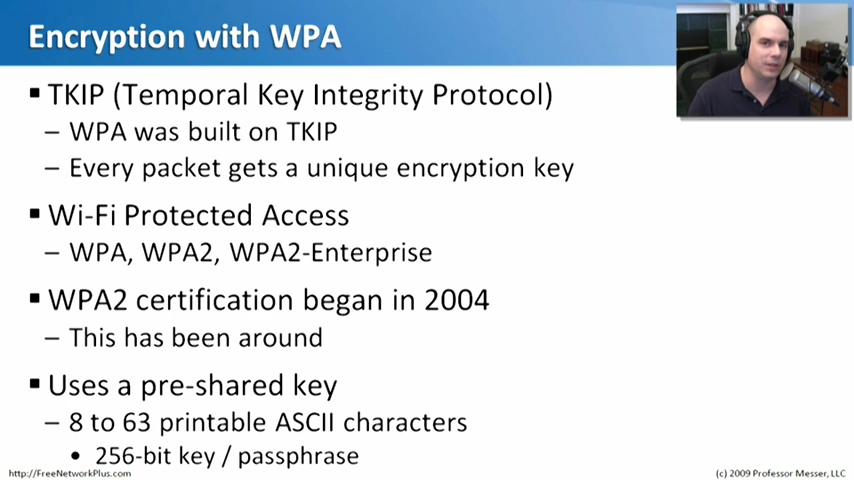 Encryption with WPA
▪ TKIP (Temporal Key Integrity Protocol)
– WPA was built on TKIP
– Every packet gets a unique encryption key
▪ Wi-Fi Protected Access
– WPA, WPA2, WPA2-Enterprise
▪ WPA2 certification began in 2004
– This has been around
▪ Uses a pre-shared key
– 8 to 63 printable ASCII characters
• 256-bit key / passphrase
http://FreeNetworkPlus.com
(c) 2009 Professor Messer, LLC